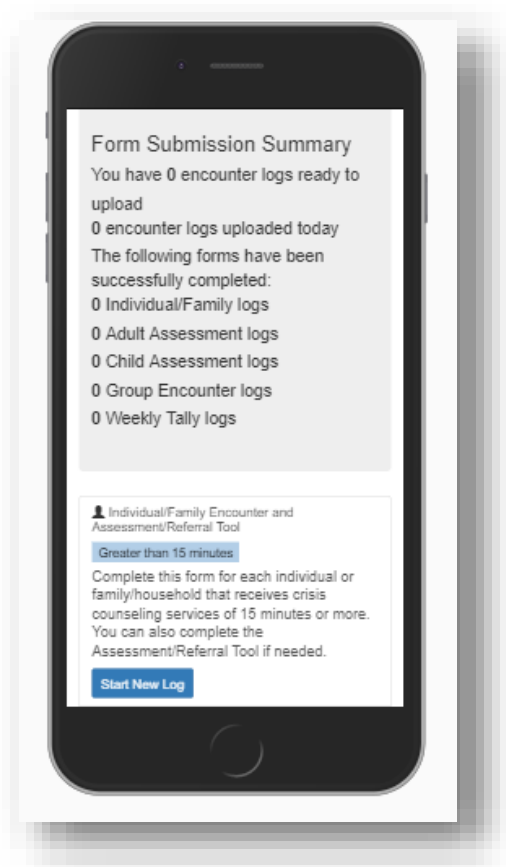 Form Submission Summary
You have 0 encounter logs ready to
upload
0 encounter logs uploaded today
The following forms have been
successfully completed:
0 Individual/Family logs
0 Adult Assessment logs
0 Child Assessment logs
0 Group Encounter logs
0 Weekly Tally logs
Individual/Family Encounter and
Assessment/Referral Tool
Greater than 15 minutes
Complete this form for each individual or
family/household that receives crisis
counseling services of 15 minutes or more.
You can also complete the
Assessment/Referral Tool if needed.
Start New Log